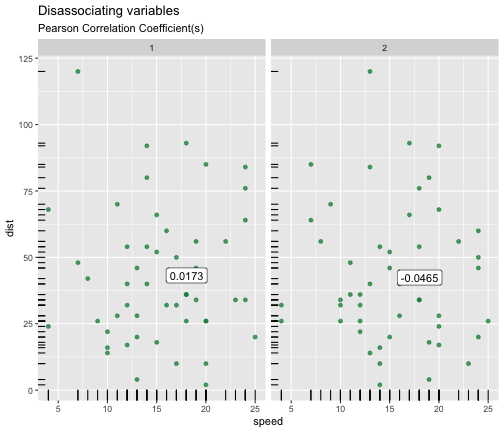 Disassociating variables
Pearson Correlation Coefficient(s)
1 2
125
100
75
50
25
0
dist
0.0173
-0.0465
5 10 15 20 25 5 10 15 20 25
speed